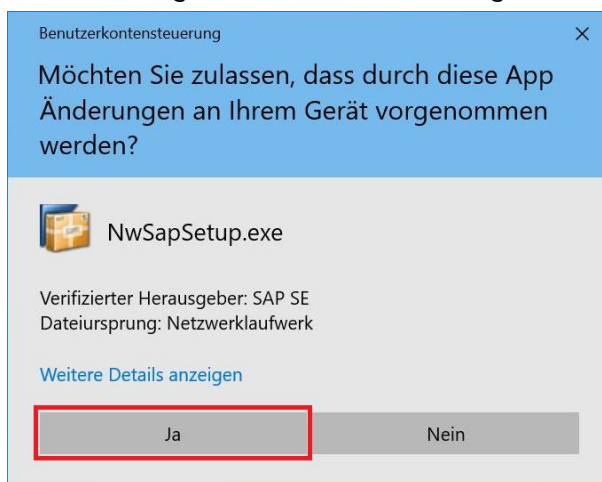 Benutzerkontensteuerung
Möchten Sie zulassen, dass durch diese App
Änderungen an Ihrem Gerät vorgenommen
werden?
NwSapSetup.exe
Verifizierter Herausgeber: SAP SE
Dateiursprung: Netzwerklaufwerk
Weitere Details anzeigen
Ja
Nein